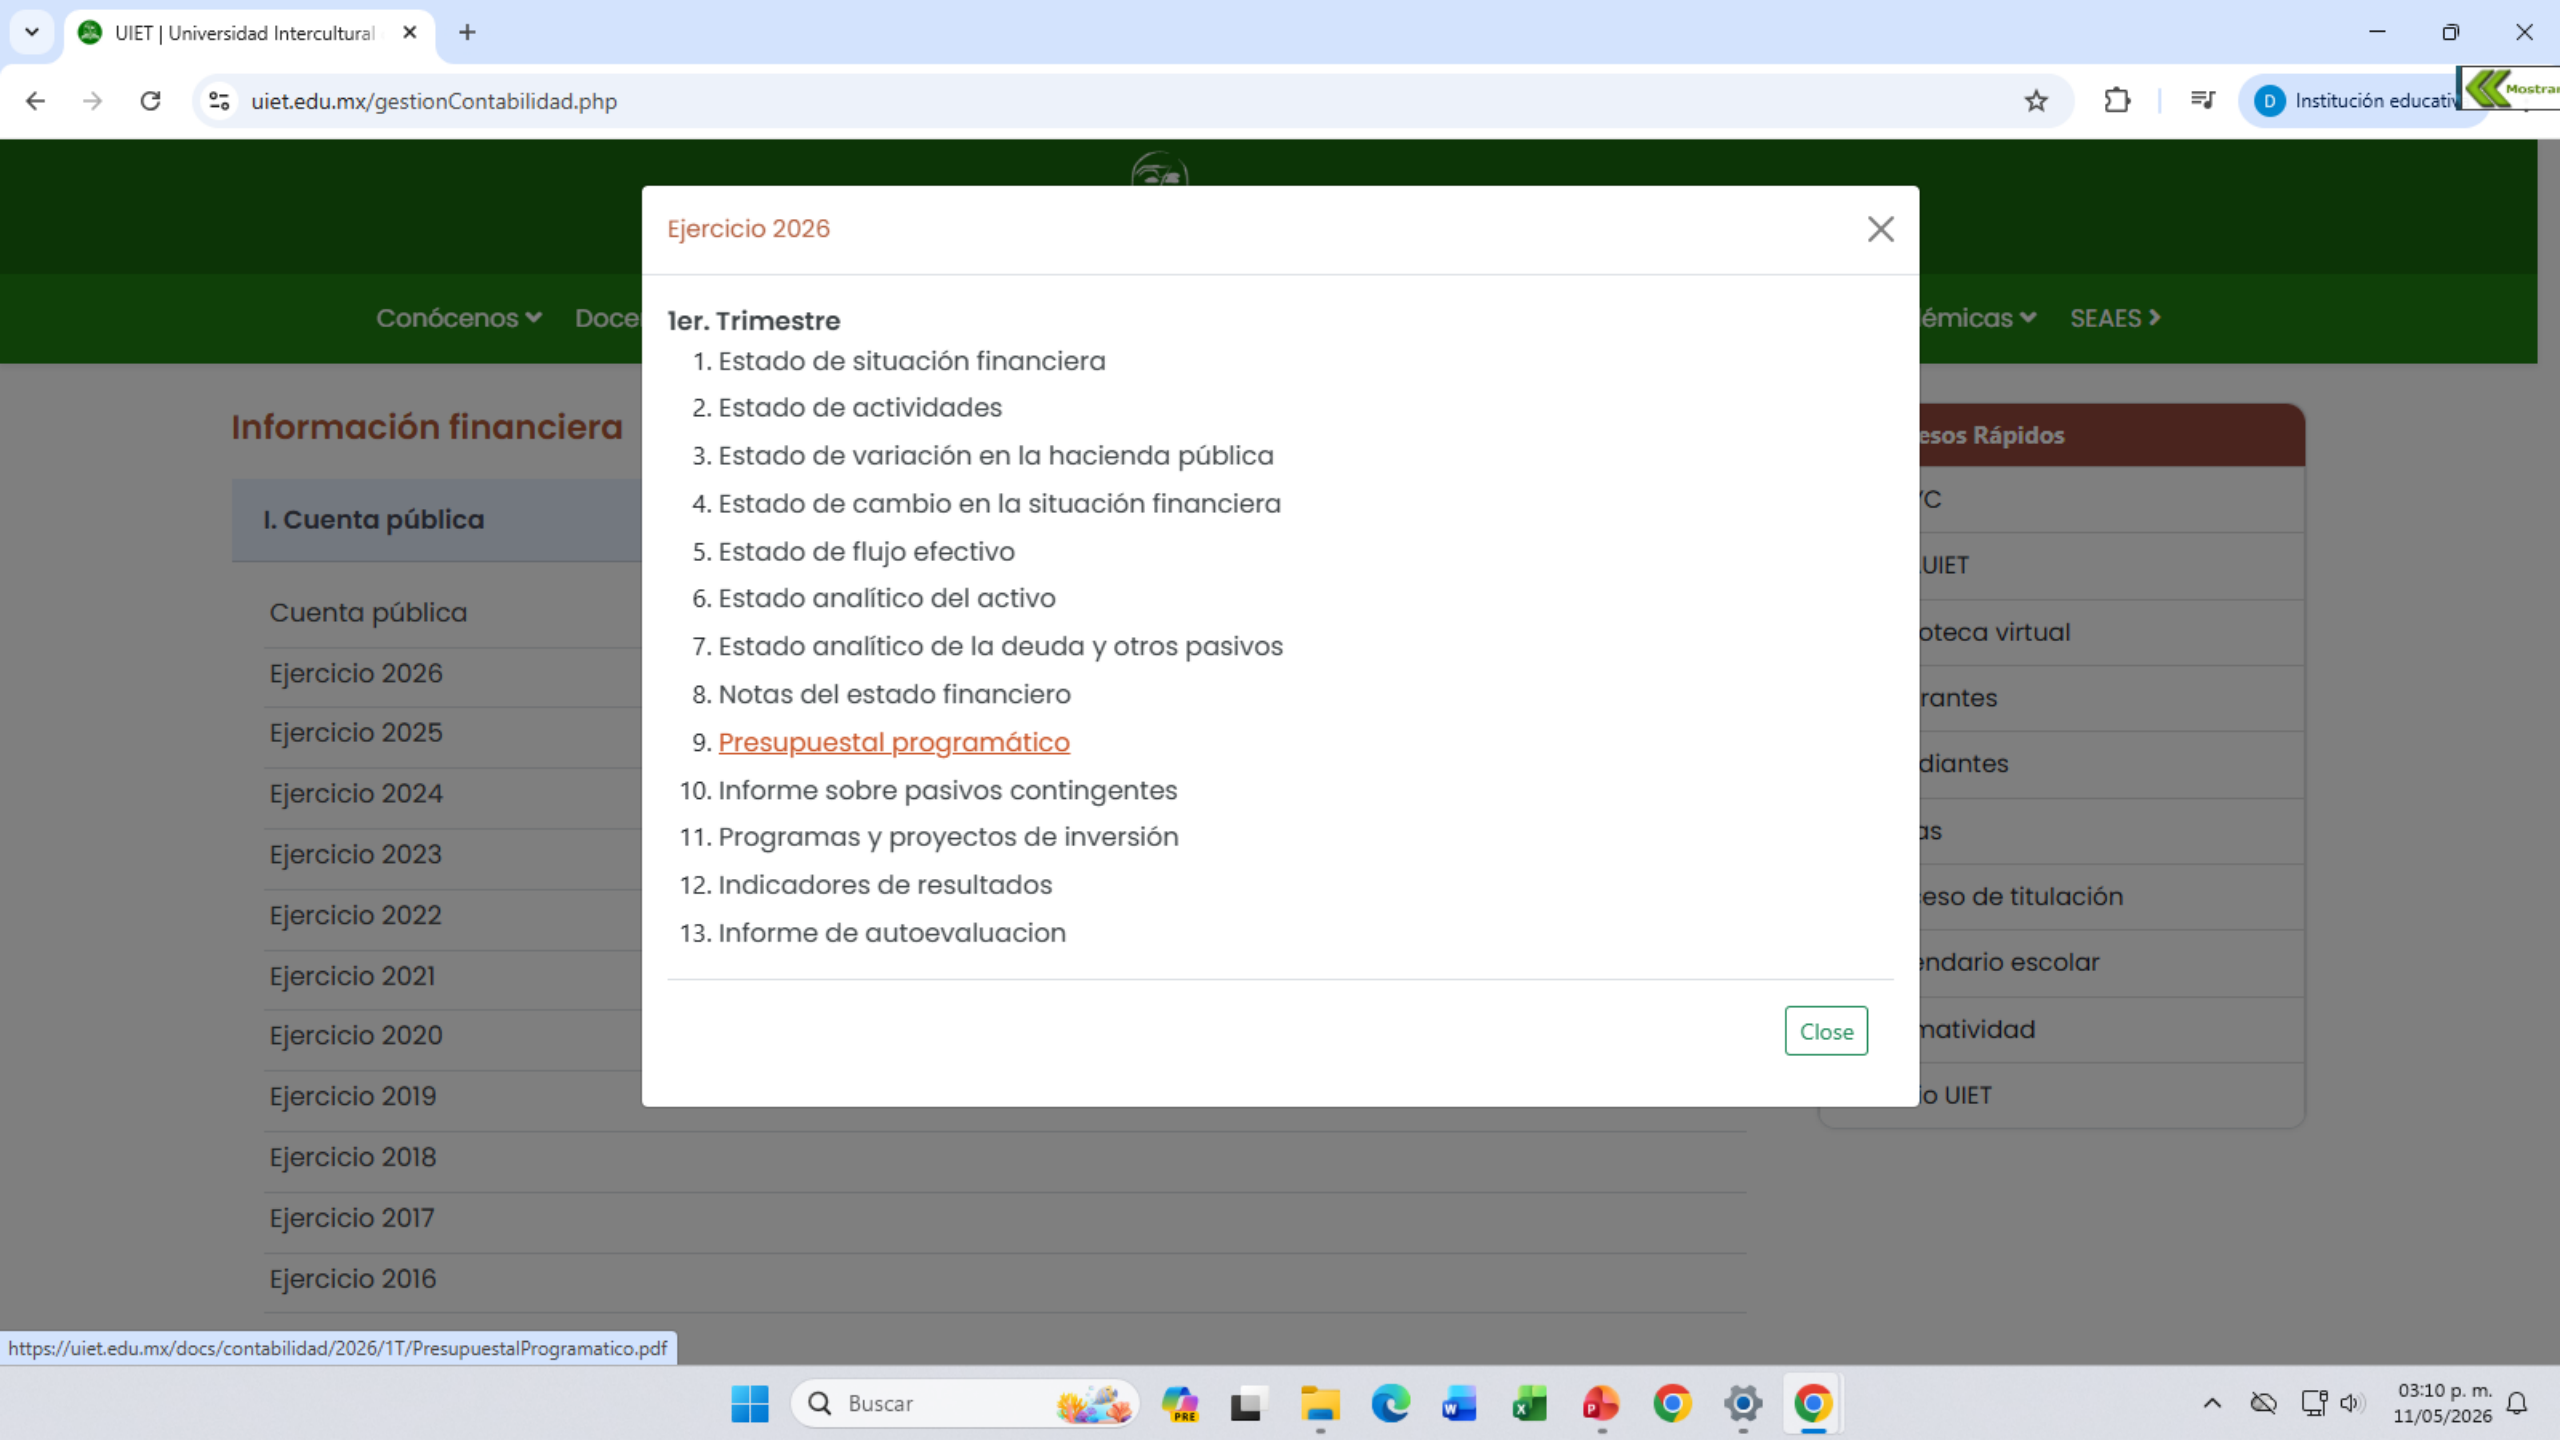 UIET | Universidad Intercultural
uiet.edu.mx/gestionContabilidad.php
D Institución educativ
Mostrar
Conócenos
Doce
émicas
SEAES
Información financiera
I. Cuenta pública
Cuenta pública
Ejercicio 2026
Ejercicio 2025
Ejercicio 2024
Ejercicio 2023
Ejercicio 2022
Ejercicio 2021
Ejercicio 2020
Ejercicio 2019
Ejercicio 2018
Ejercicio 2017
Ejercicio 2016
Ejercicio 2026
1er. Trimestre
1. Estado de situación financiera
2. Estado de actividades
3. Estado de variación en la hacienda pública
4. Estado de cambio en la situación financiera
5. Estado de flujo efectivo
6. Estado analítico del activo
7. Estado analítico de la deuda y otros pasivos
8. Notas del estado financiero
9. Presupuestal programático
10. Informe sobre pasivos contingentes
11. Programas y proyectos de inversión
12. Indicadores de resultados
13. Informe de autoevaluacion
Close
esos Rápidos
C
UIET
oteca virtual
rantes
diantes
as
eso de titulación
endario escolar
matividad
io UIET
https://uiet.edu.mx/docs/contabilidad/2026/1T/PresupuestalProgramatico.pdf
Buscar
PRE
03:10 p. m.
11/05/2026